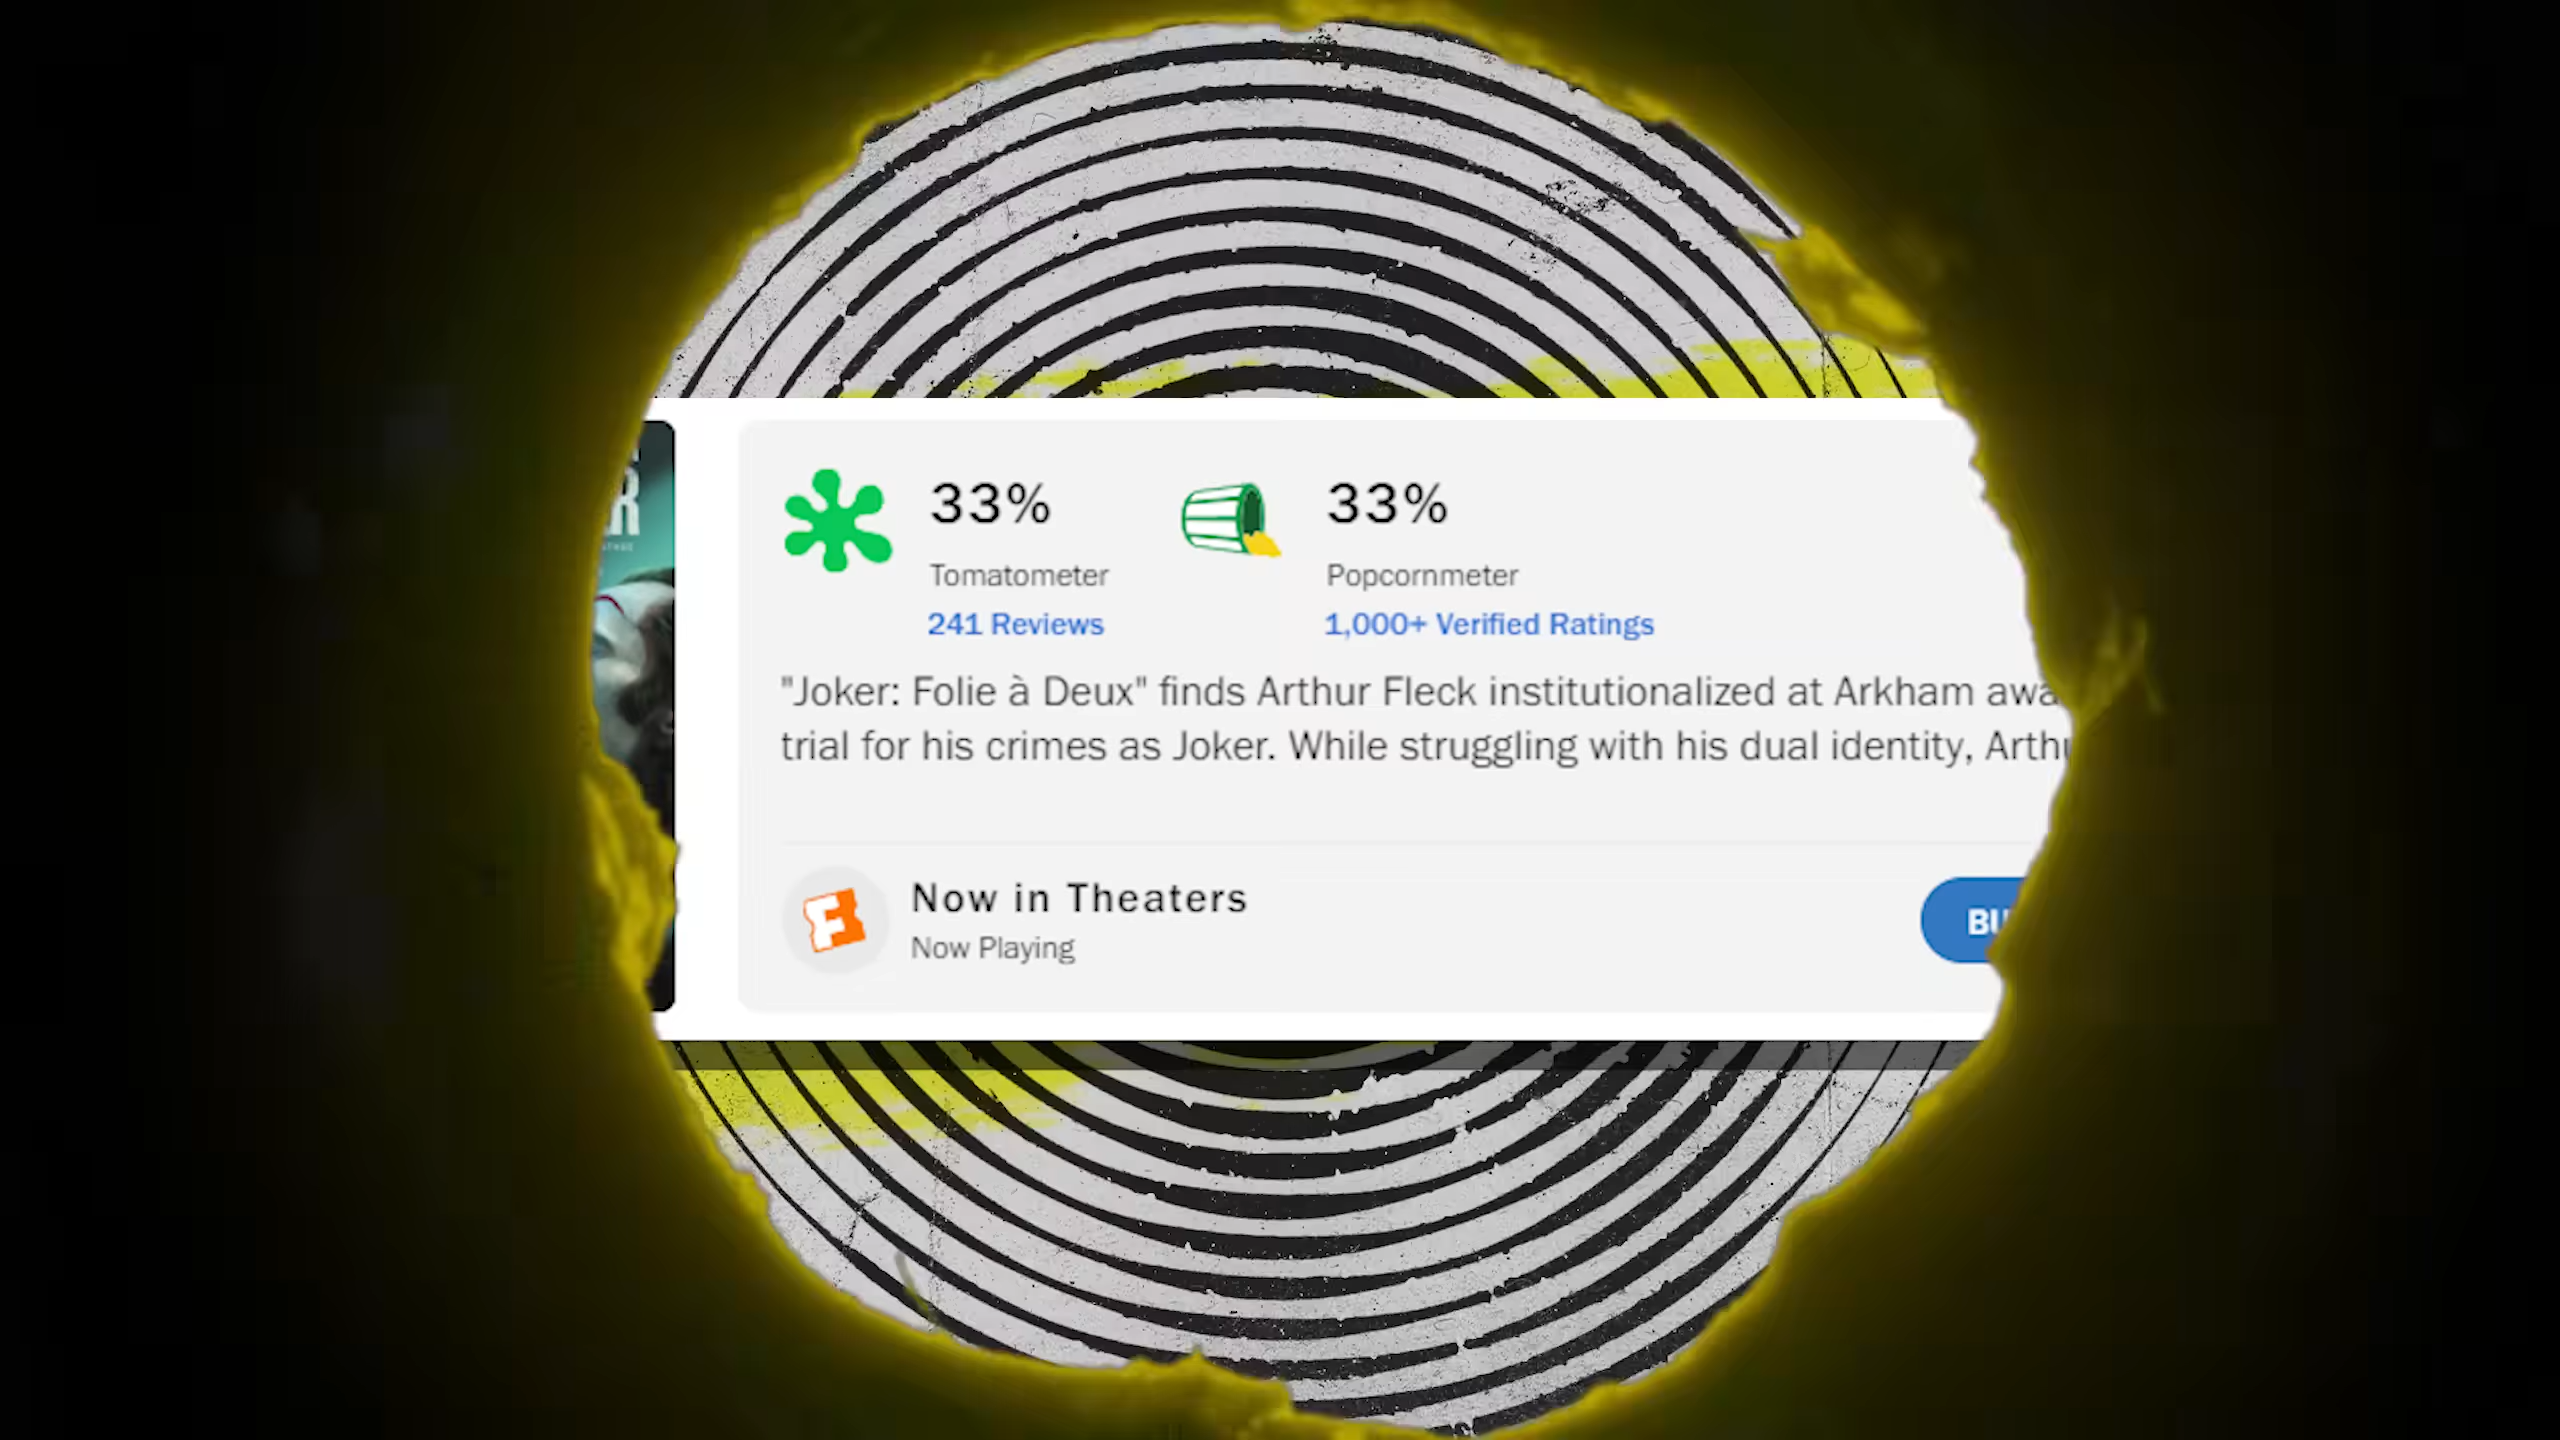 33%
Tomatometer
241 Reviews
33%
Popcornmeter
1,000+ Verified Ratings
"Joker: Folie à Deux" finds Arthur Fleck institutionalized at Arkham
trial for his crimes as Joker. While struggling with his dual identity,
Now in Theaters
Now Playing